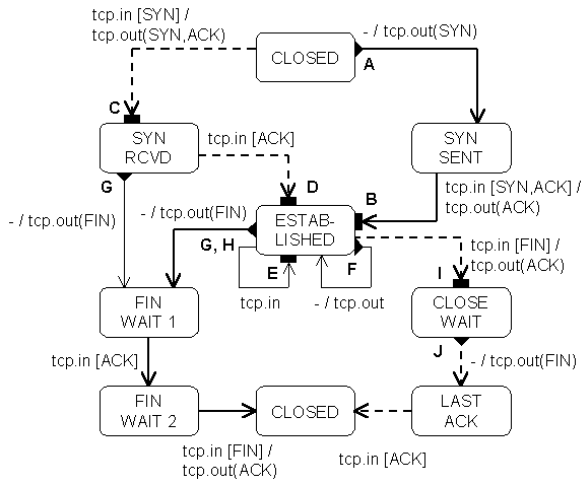 tcp.in [SYN] /
tcp.out(SYN,ACK)
- / tcp.out(SYN)
CLOSED
A
C
SYN
RCVD
tcp.in [ACK]
SYN
SENT
G
D
B
tcp.in [SYN,ACK] /
tcp.out(ACK)
- / tcp.out(FIN)
- / tcp.out(FIN)
ESTAB-
LISHED
G, H
E
F
tcp.in [FIN] /
tcp.out(ACK)
I
tcp.in
- / tcp.out
FIN
WAIT 1
CLOSE
WAIT
J
tcp.in [ACK]
- / tcp.out(FIN)
FIN
WAIT 2
CLOSED
LAST
ACK
tcp.in [FIN] /
tcp.out(ACK)
tcp.in [ACK]